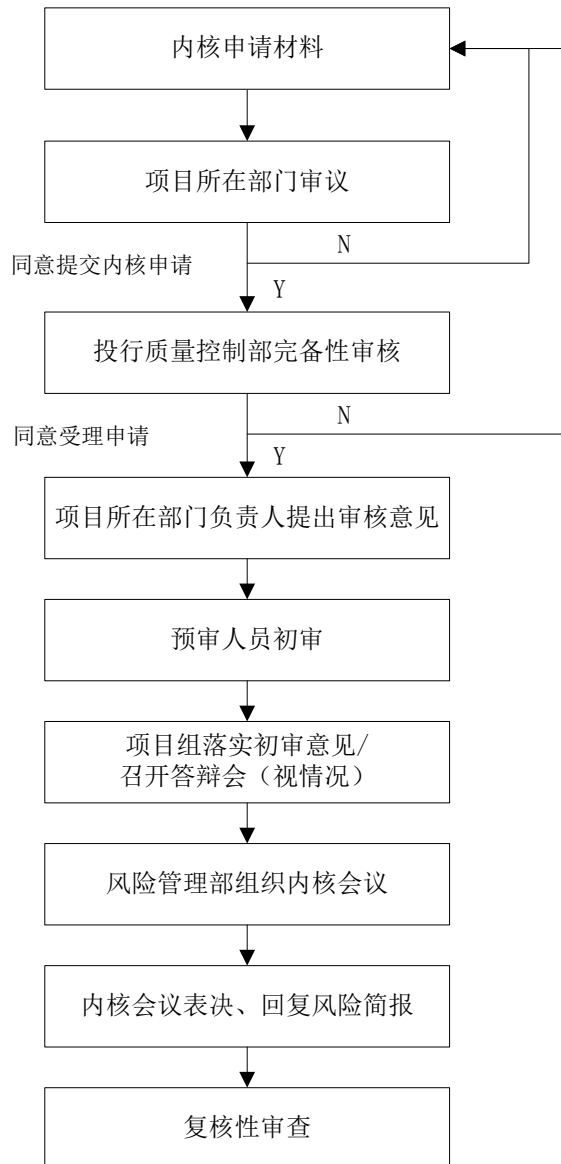 内核申请材料
项目所在部门审议
N
同意提交内核申请
Y
投行质量控制部完备性审核
N
同意受理申请
Y
项目所在部门负责人提出审核意见
预审人员初审
项目组落实初审意见/
召开答辩会（视情况）
风险管理部组织内核会议
内核会议表决、回复风险简报
复核性审查